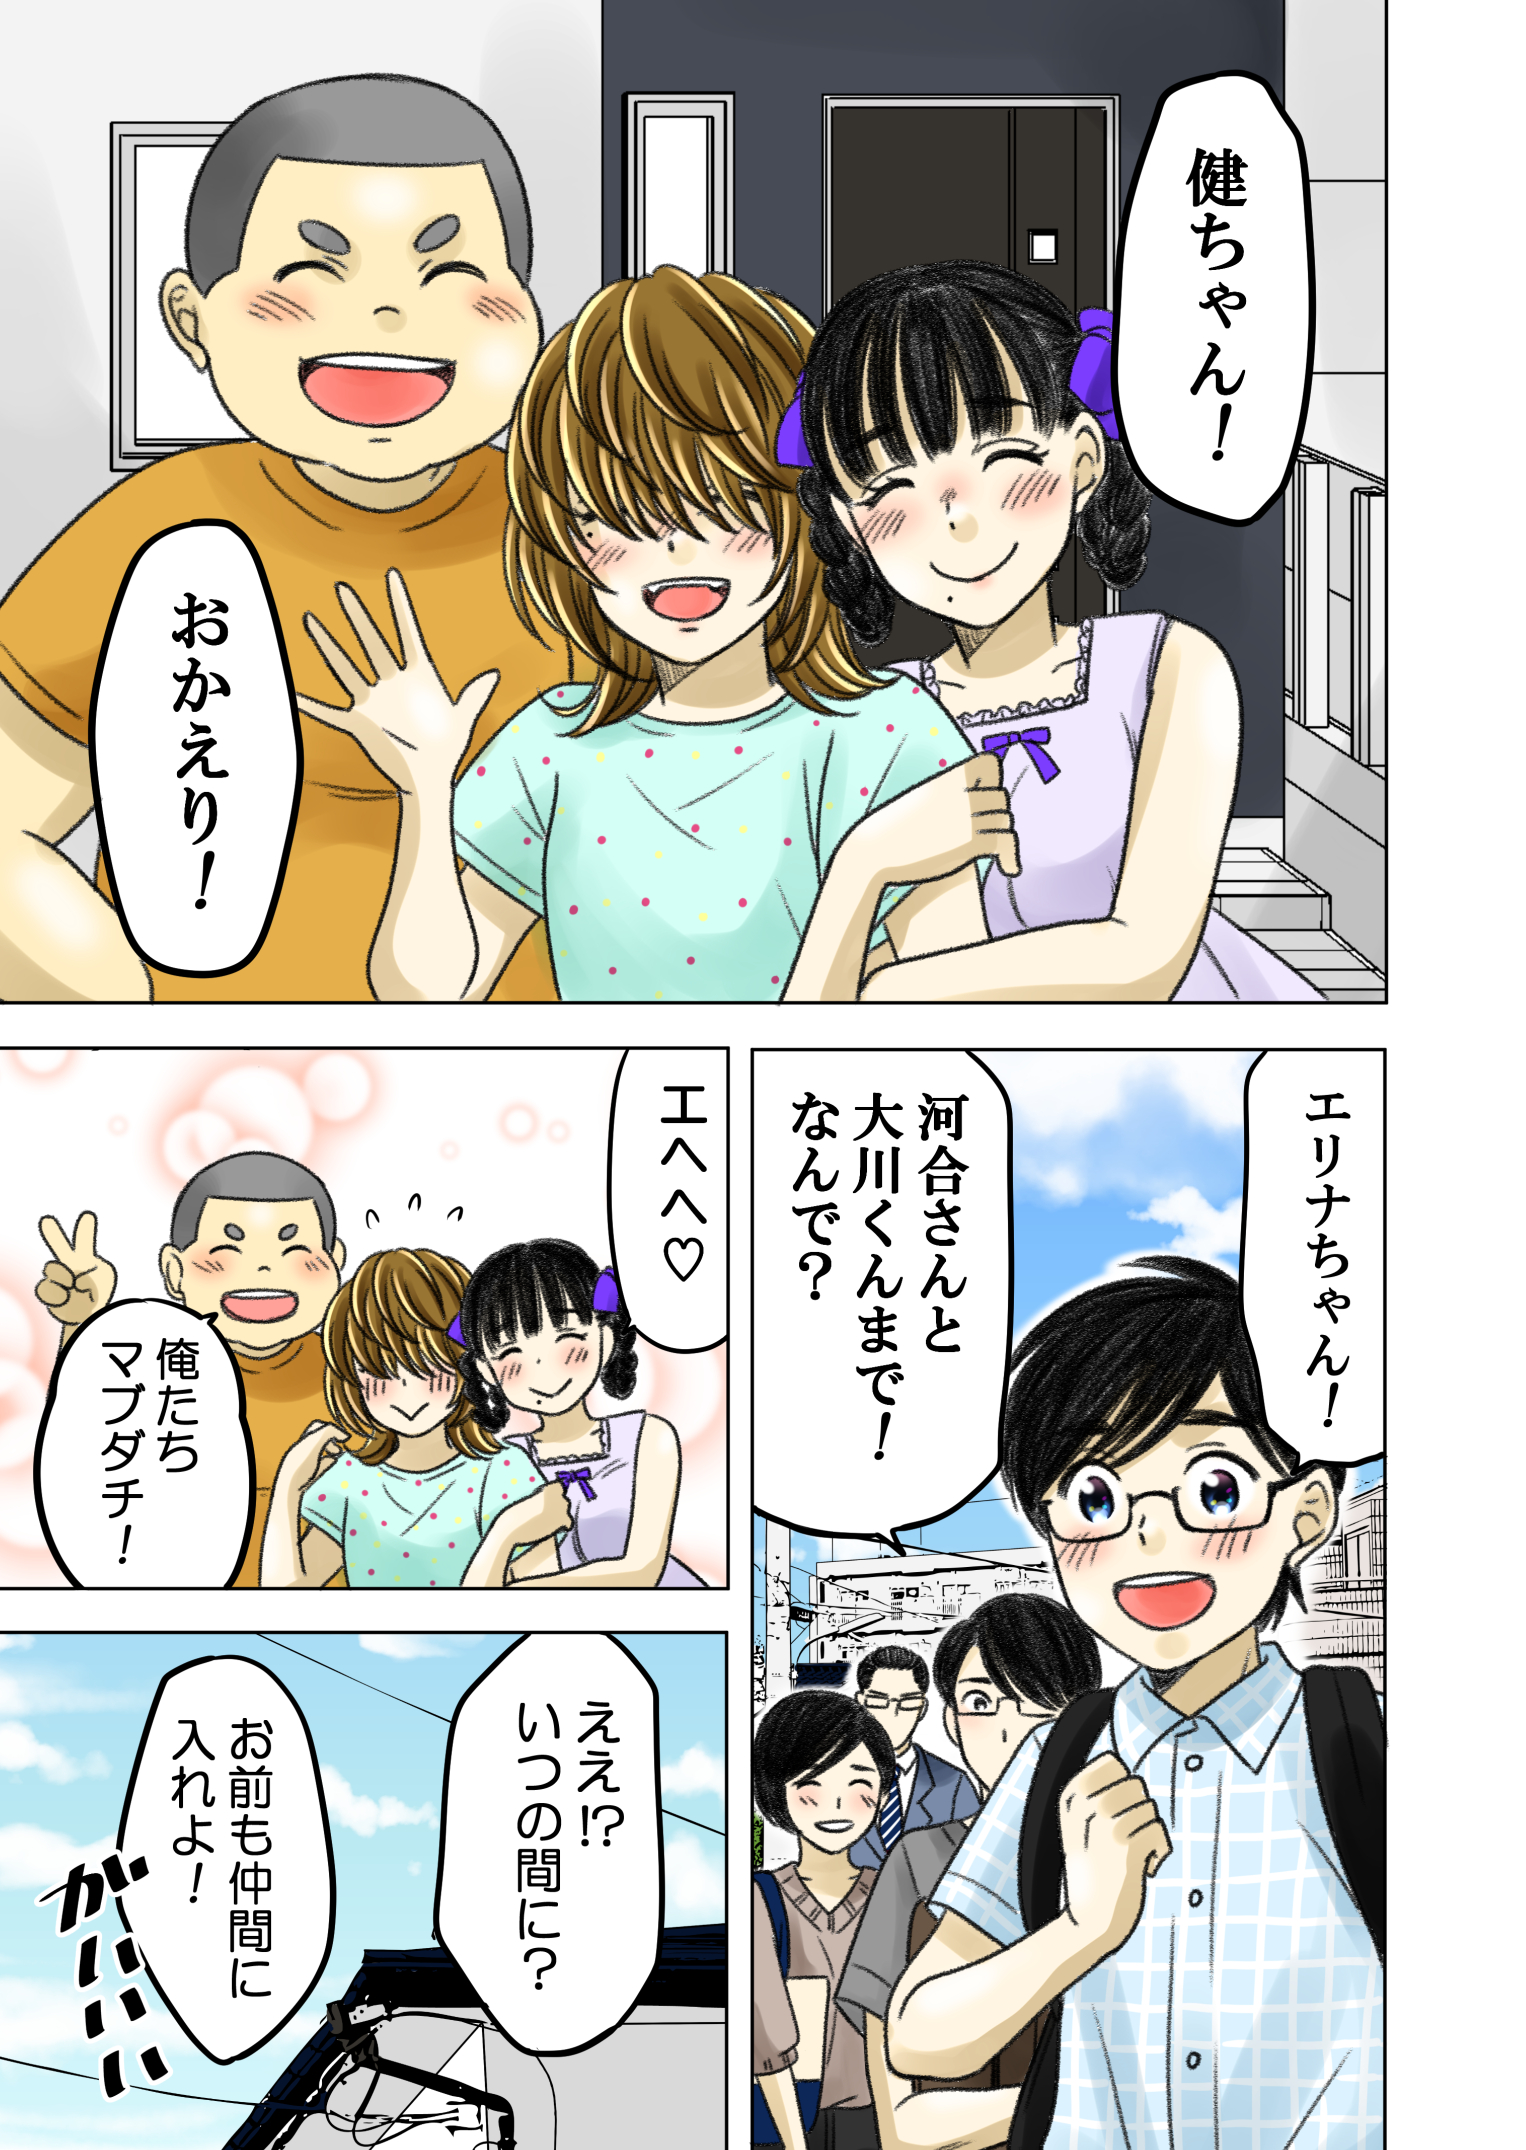 健ちゃん！
おかえり！
エリナちゃん！
河合さんと
大川くんまで！
なんで？
エヘヘ♡
俺たち
マブダチ！
ええ!?
いつの間に？
お前も仲間に
入れよ！
がいいい